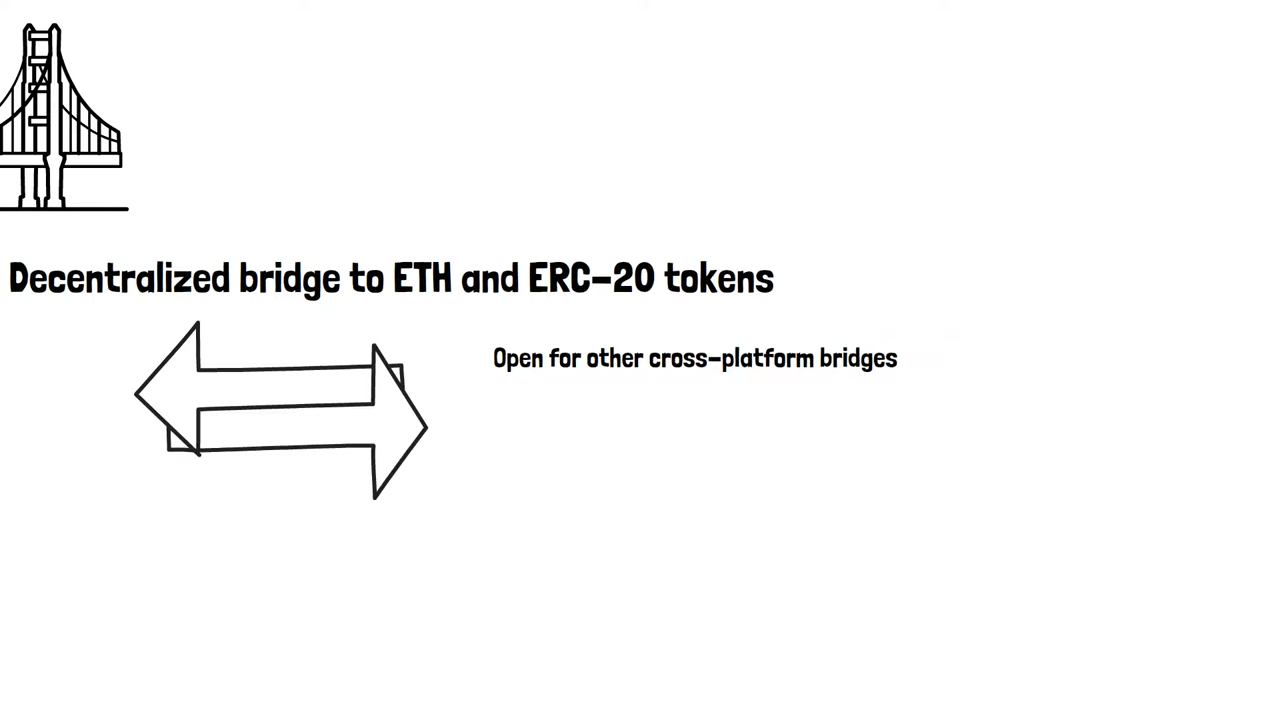 Decentralized bridge to ETH and ERC-20 tokens
Open for other cross-platform bridges